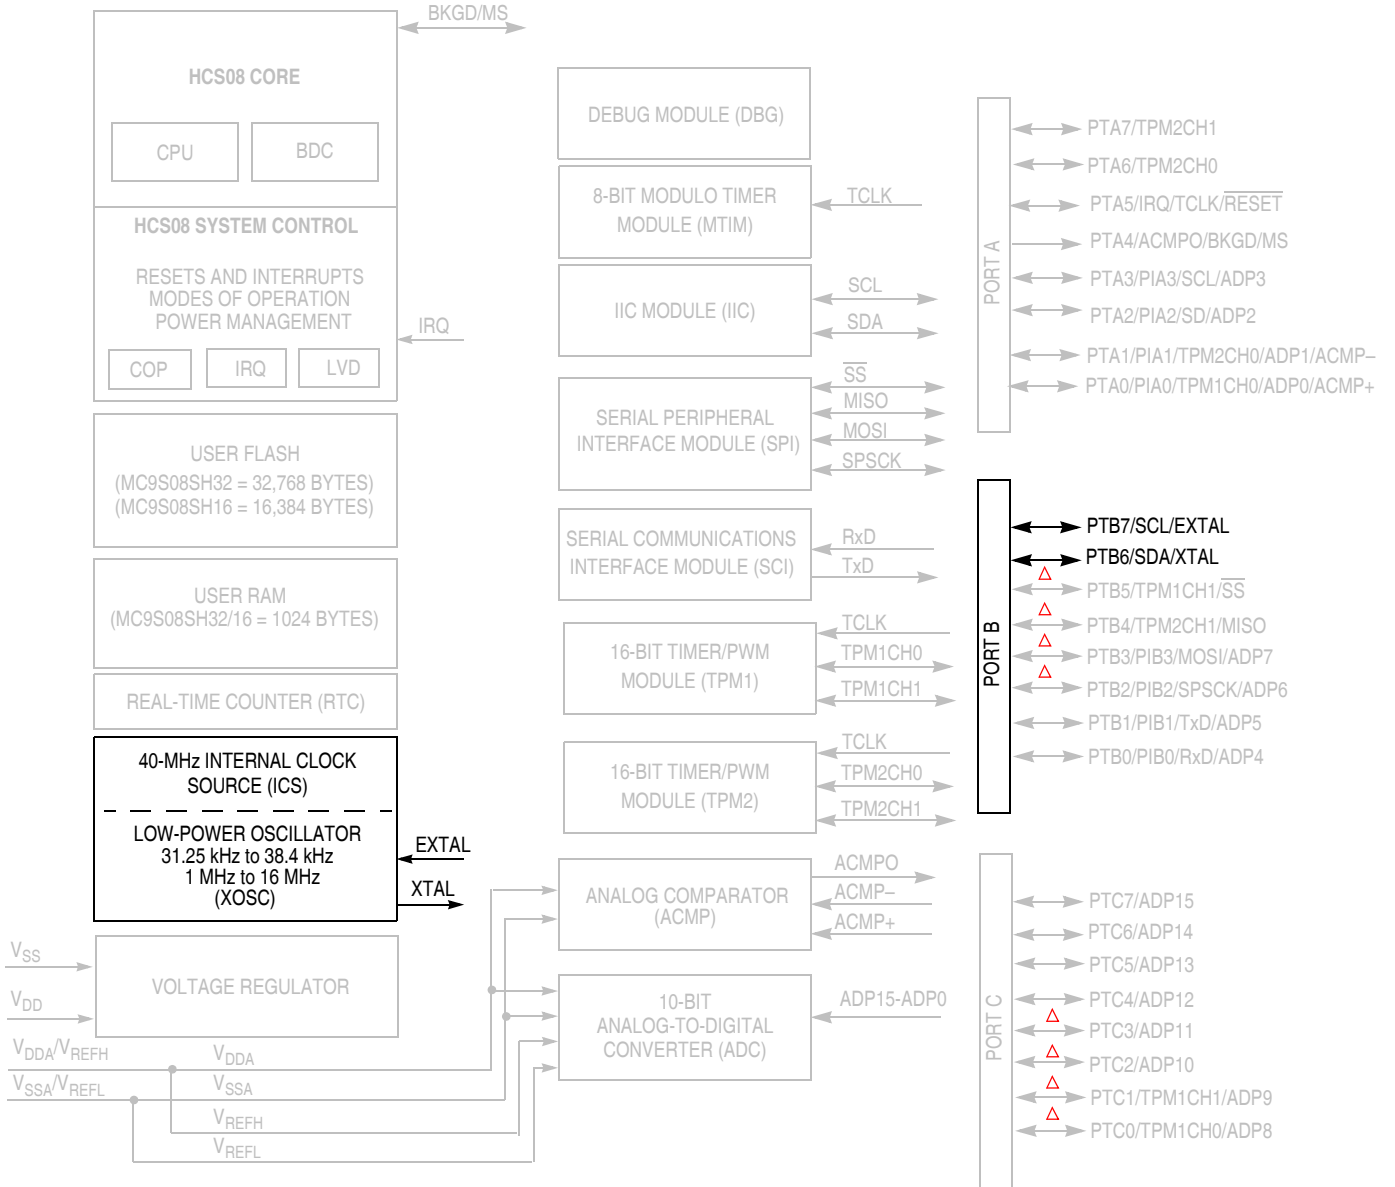 BKGD/MS
HCS08 CORE
CPU
BDC
HCS08 SYSTEM CONTROL
RESETS AND INTERRUPTS
MODES OF OPERATION
POWER MANAGEMENT
COP
IRQ
LVD
IRQ
USER FLASH
(MC9S08SH32 = 32,768 BYTES)
(MC9S08SH16 = 16,384 BYTES)
USER RAM
(MC9S08SH32/16 = 1024 BYTES)
REAL-TIME COUNTER (RTC)
40-MHz INTERNAL CLOCK
SOURCE (ICS)
LOW-POWER OSCILLATOR
31.25 kHz to 38.4 kHz
1 MHz to 16 MHz
(XOSC)
EXTAL
XTAL
VSS
VDD
VOLTAGE REGULATOR
VDDA/VREFH
VSSA/VREFL
VDDA
VSSA
VREFH
VREFL
DEBUG MODULE (DBG)
8-BIT MODULO TIMER
MODULE (MTIM)
TCLK
IIC MODULE (IIC)
SCL
SDA
SERIAL PERIPHERAL
INTERFACE MODULE (SPI)
SS
MISO
MOSI
SPSCK
SERIAL COMMUNICATIONS
INTERFACE MODULE (SCI)
RxD
TxD
16-BIT TIMER/PWM
MODULE (TPM1)
TCLK
TPM1CH0
TPM1CH1
16-BIT TIMER/PWM
MODULE (TPM2)
TCLK
TPM2CH0
TPM2CH1
ANALOG COMPARATOR
(ACMP)
ACMPO
ACMP–
ACMP+
10-BIT
ANALOG-TO-DIGITAL
CONVERTER (ADC)
ADP15-ADP0
PORT A
PTA7/TPM2CH1
PTA6/TPM2CH0
PTA5/IRQ/TCLK/RESET
PTA4/ACMPO/BKGD/MS
PTA3/PIA3/SCL/ADP3
PTA2/PIA2/SD/ADP2
PTA1/PIA1/TPM2CH0/ADP1/ACMP–
PTA0/PIA0/TPM1CH0/ADP0/ACMP+
PORT B
PTB7/SCL/EXTAL
PTB6/SDA/XTAL
PTB5/TPM1CH1/SS
PTB4/TPM2CH1/MISO
PTB3/PIB3/MOSI/ADP7
PTB2/PIB2/SPSCK/ADP6
PTB1/PIB1/TxD/ADP5
PTB0/PIB0/RxD/ADP4
PORT C
PTC7/ADP15
PTC6/ADP14
PTC5/ADP13
PTC4/ADP12
PTC3/ADP11
PTC2/ADP10
PTC1/TPM1CH1/ADP9
PTC0/TPM1CH0/ADP8